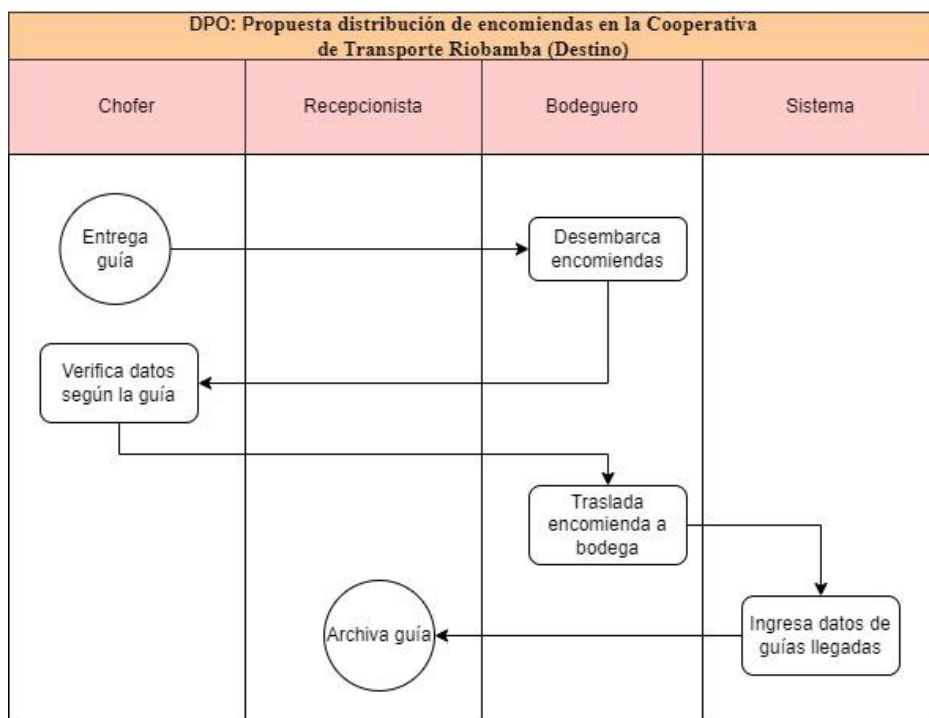 DPO: Propuesta distribución de encomiendas en la Cooperativa
de Transporte Riobamba (Destino)
Chofer
Recepcionista
Bodeguero
Sistema
Entrega
guía
Desembarca
encomiendas
Verifica datos
según la guía
Traslada
encomienda a
bodega
Archiva guía
Ingresa datos de
guías llegadas